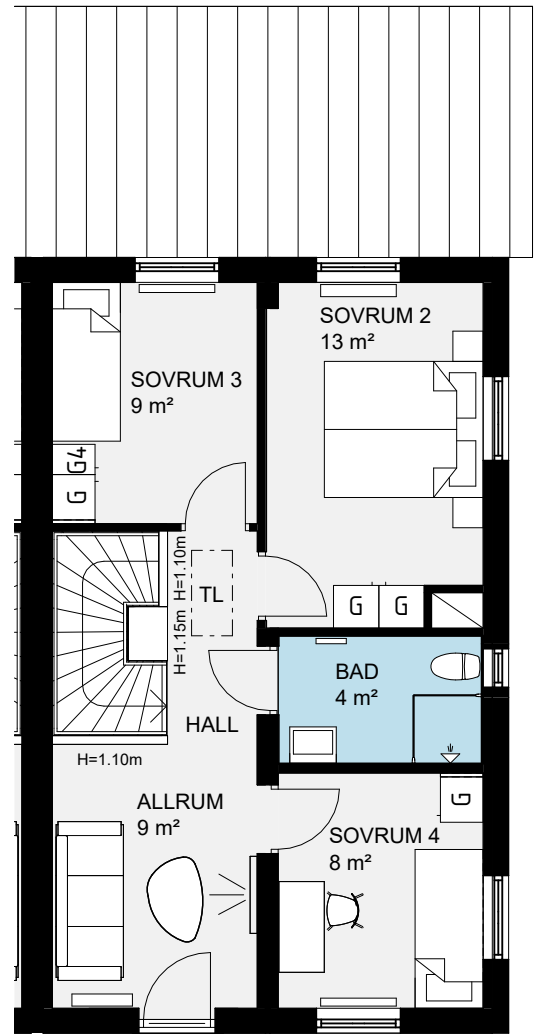 SOVRUM 2
13 m²
SOVRUM 3
9 m²
G4
G
H=1.10m
TL
H=1.15m
G
G
BAD
4 m²
HALL
H=1.10m
ALLRUM
9 m²
G
SOVRUM 4
8 m²